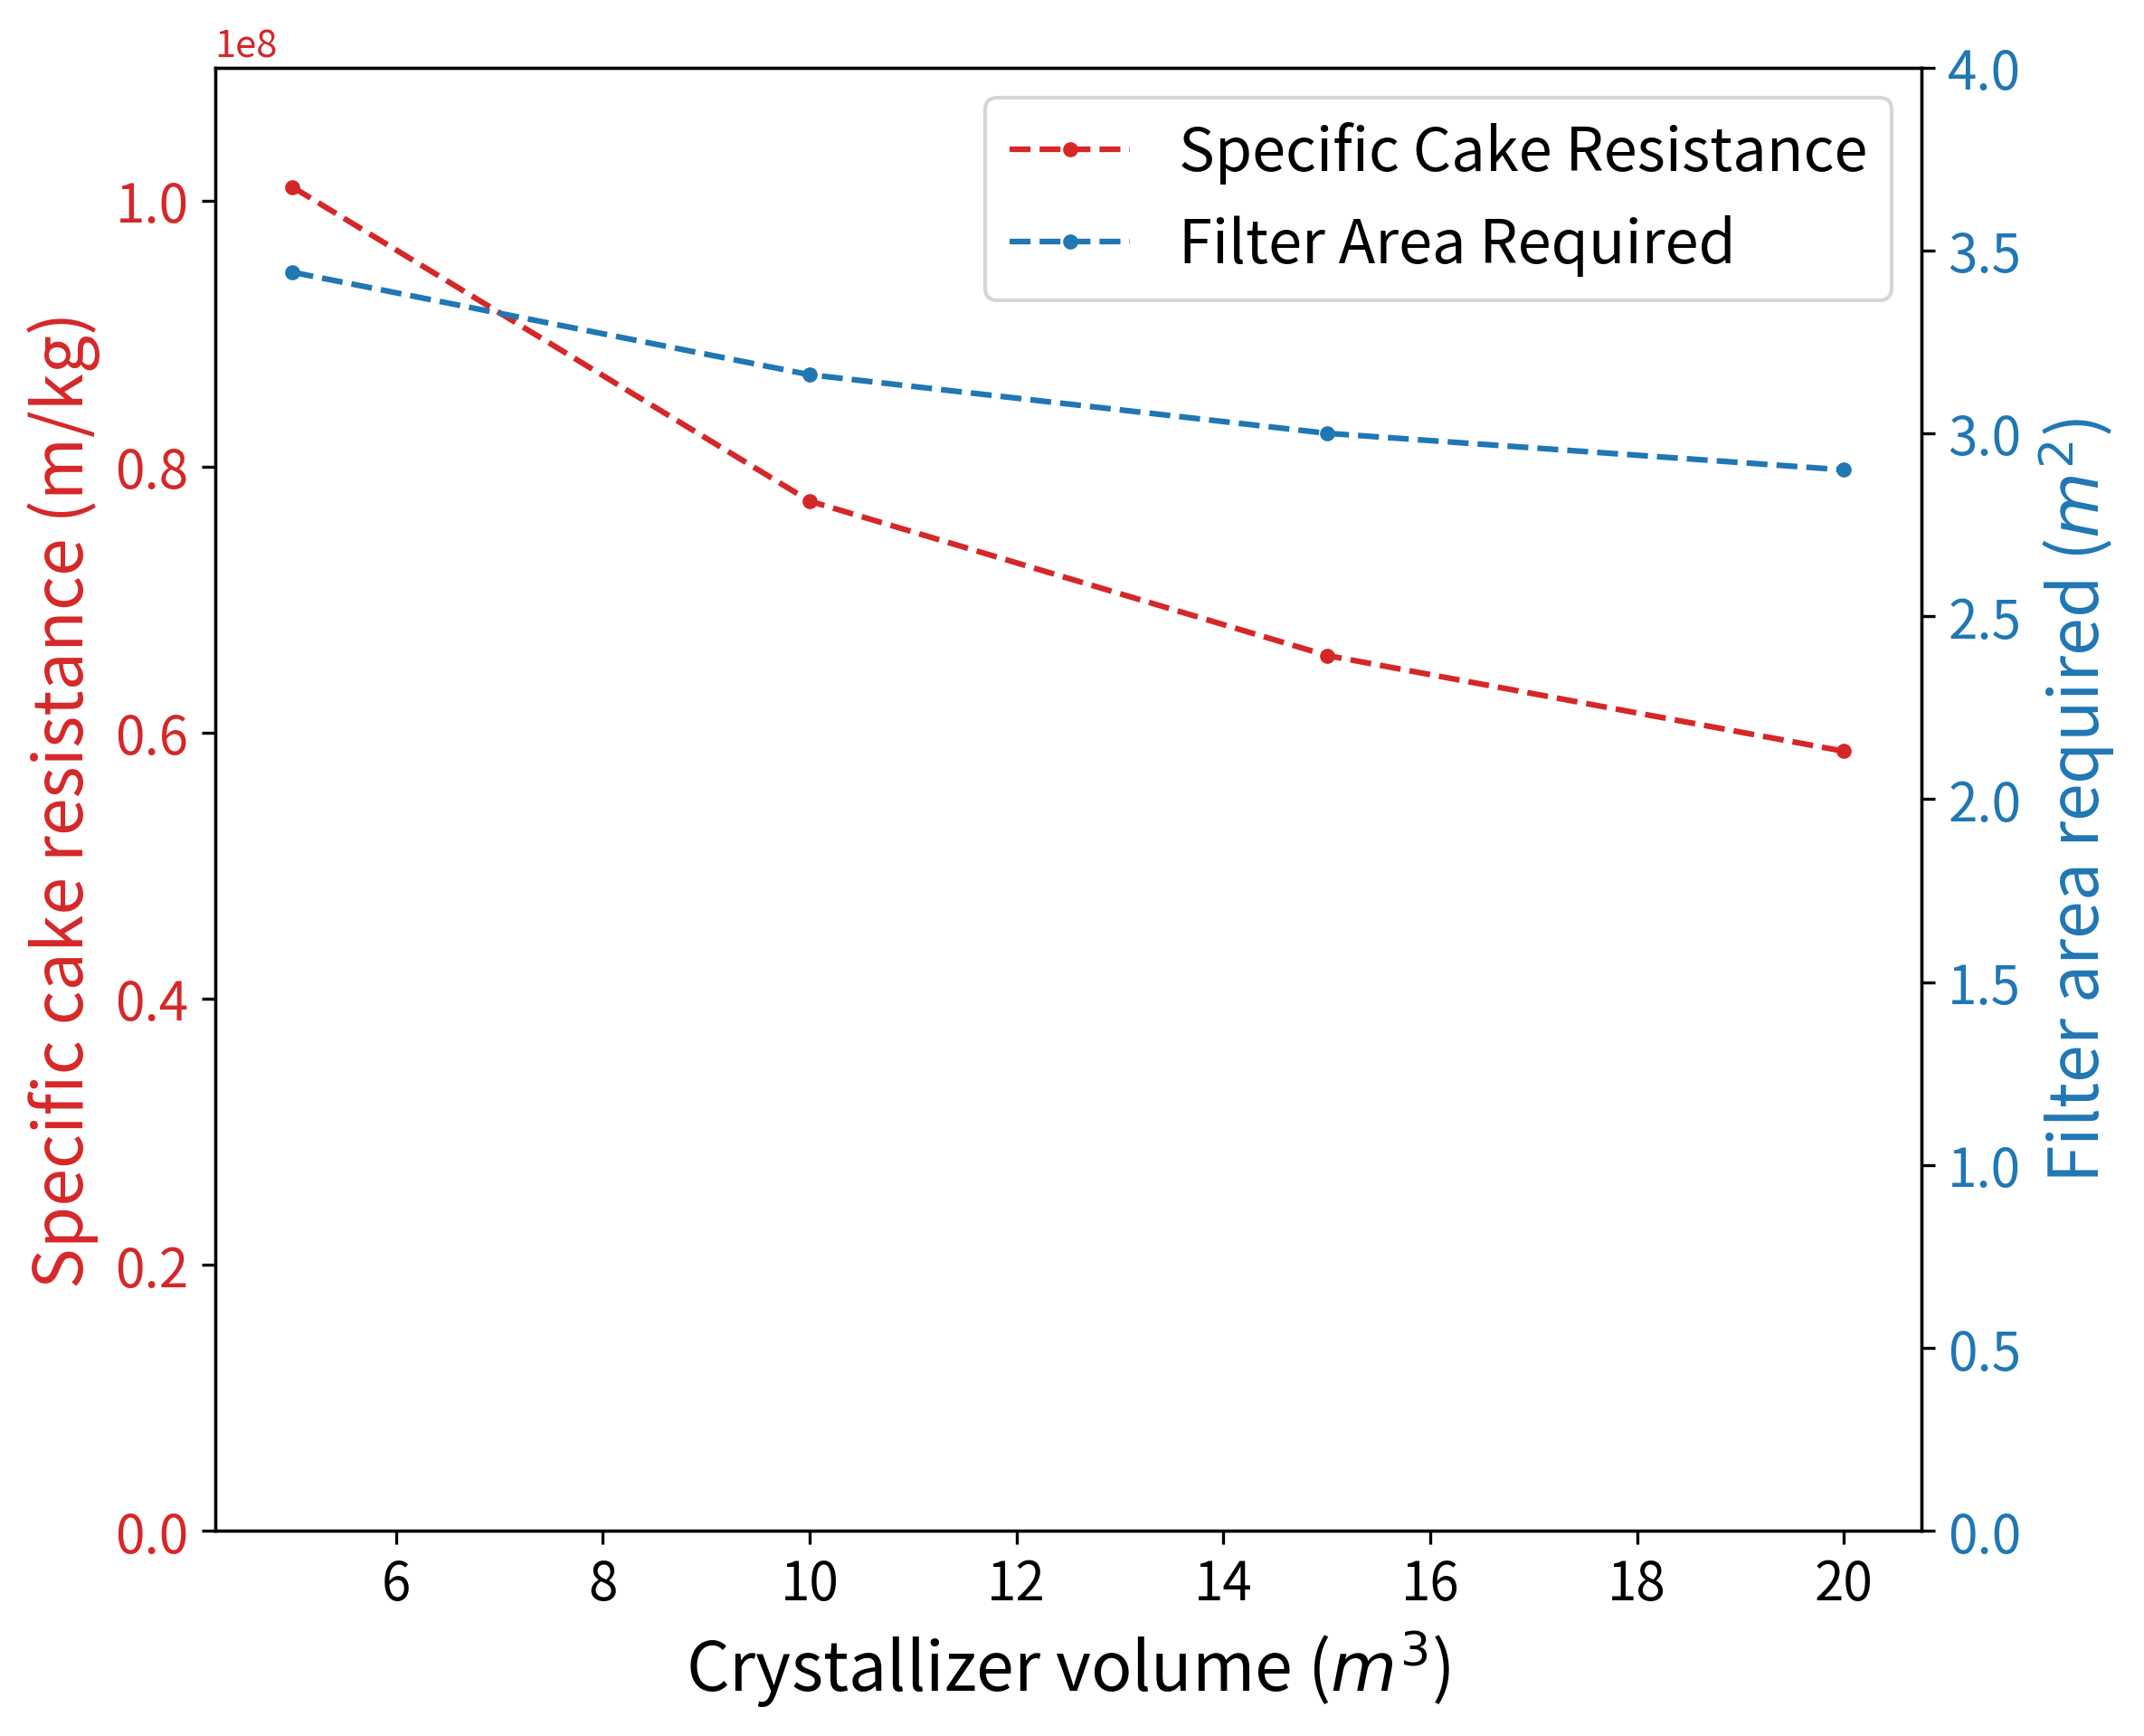 1e8
Specific Cake Resistance
Filter Area Required
Specific cake resistance (m/kg)
1.0
0.8
0.6
0.4
0.2
0.0
4.0
3.5
3.0
2.5
2.0
1.5
1.0
0.5
0.0
Filter area required (m²)
6 8 10 12 14 16 18 20
Crystallizer volume (m³)